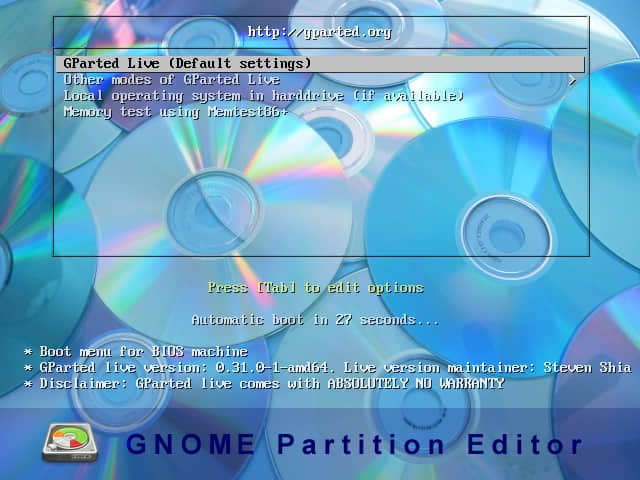 http://gparted.org
GParted Live (Default settings)
Other modes of GParted Live >
Local operating system in harddrive (if available)
Memory test using Memtest86+
Press [Tab] to edit options
Automatic boot in 27 seconds...
* Boot menu for BIOS machine
* GParted live version: 0.31.0-1-amd64. Live version maintainer: Steven Shia
* Disclaimer: GParted live comes with ABSOLUTELY NO WARRANTY
GNOME Partition Editor